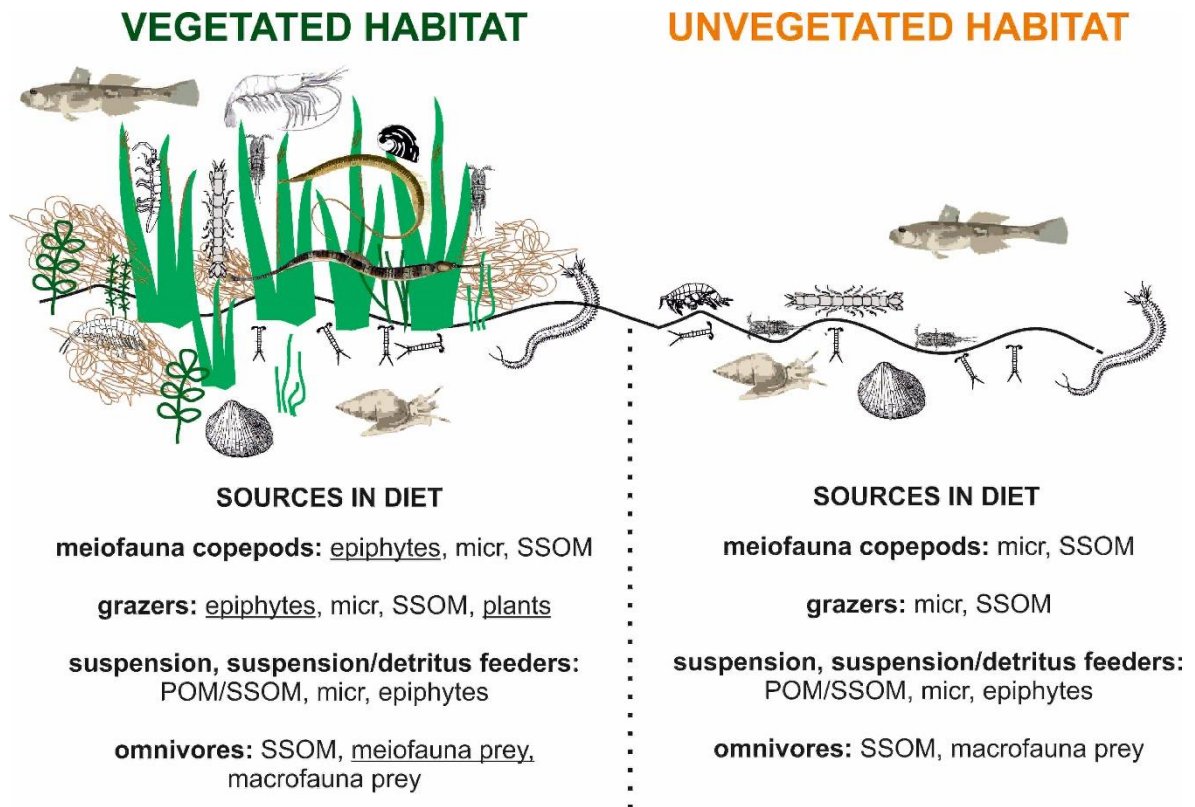 VEGETATED HABITAT
SOURCES IN DIET
meiofauna copepods: epiphytes, micr, SSOM
grazers: epiphytes, micr, SSOM, plants
suspension, suspension/detritus feeders:
POM/SSOM, micr, epiphytes
omnivores: SSOM, meiofauna prey,
macrofauna prey
UNVEGETATED HABITAT
SOURCES IN DIET
meiofauna copepods: micr, SSOM
grazers: micr, SSOM
suspension, suspension/detritus feeders:
POM/SSOM, micr, epiphytes
omnivores: SSOM, macrofauna prey